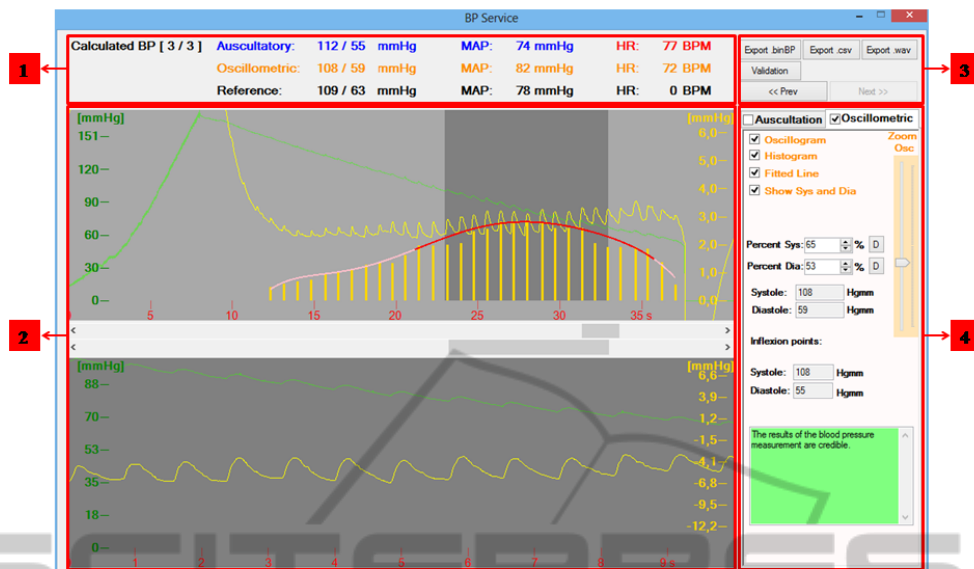 BP Service
Calculated BP [ 3 / 3 ] Auscultatory: 112 / 55 mmHg MAP: 74 mmHg HR: 77 BPM
Oscillometric: 108 / 59 mmHg MAP: 82 mmHg HR: 72 BPM
Reference: 109 / 63 mmHg MAP: 78 mmHg HR: 0 BPM
1
Export .binBP Export .csv Export .wav
Validation
<< Prev Next >>
3
[mmHg] [mmHg]
151 6,0
120 5,0
90 4,0
60 3,0
30 2,0
0 1,0
0,0
0 5 10 15 20 25 30 35 s
2
[mmHg] [mmHg]
88 6,6
70 3,9
53 1,2
35 -1,5
18 -4,1
0 -6,8
-9,5
-12,2
0 1 2 3 4 5 6 7 8 9 s
Auscultation Oscillometric
Oscillogram
Histogram
Fitted Line
Show Sys and Dia
Zoom
Osc
Percent Sys: 65 % D
Percent Dia: 53 % D
Systole: 108 Hgmm
Diastole: 59 Hgmm
Inflexion points:
Systole: 108 Hgmm
Diastole: 55 Hgmm
The results of the blood pressure
measurement are credible.
4
SCITEPRESS